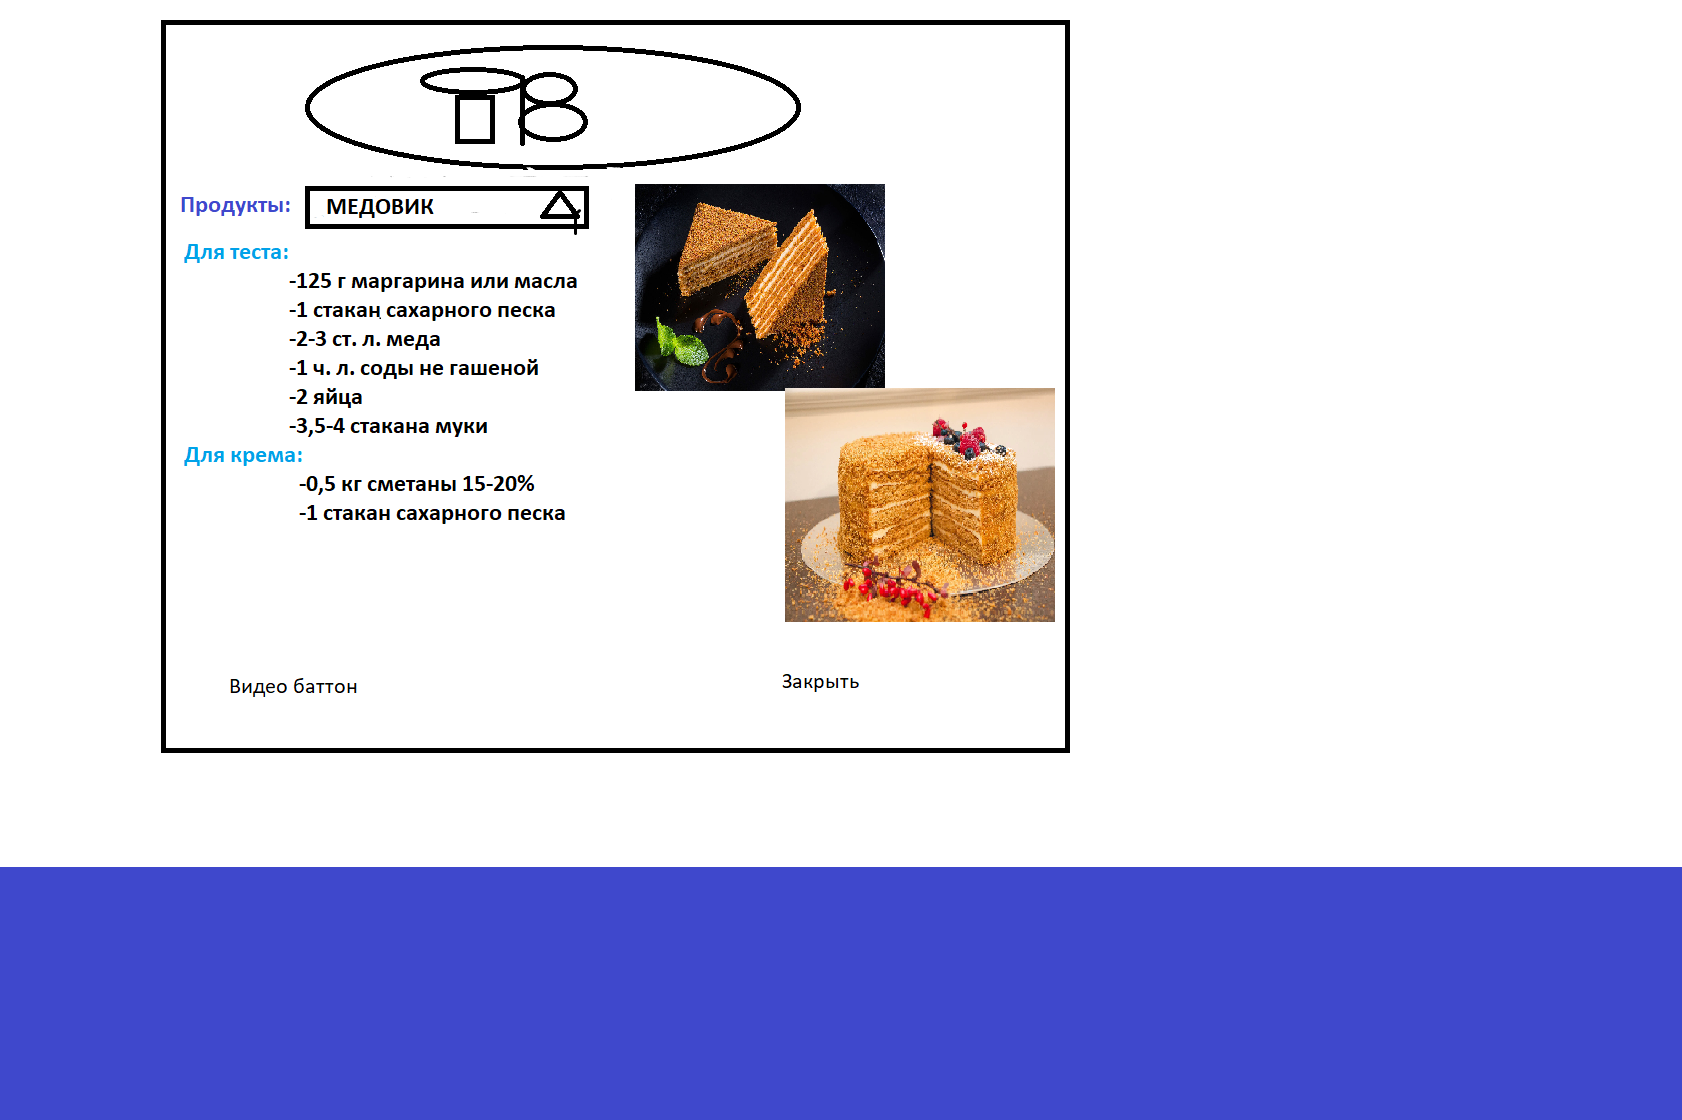 ТВ
Продукты:
МЕДОВИК
Для теста:
-125 г маргарина или масла
-1 стакан сахарного песка
-2-3 ст. л. меда
-1 ч. л. соды не гашеной
-2 яйца
-3,5-4 стакана муки
Для крема:
-0,5 кг сметаны 15-20%
-1 стакан сахарного песка
Видео баттон
Закрыть